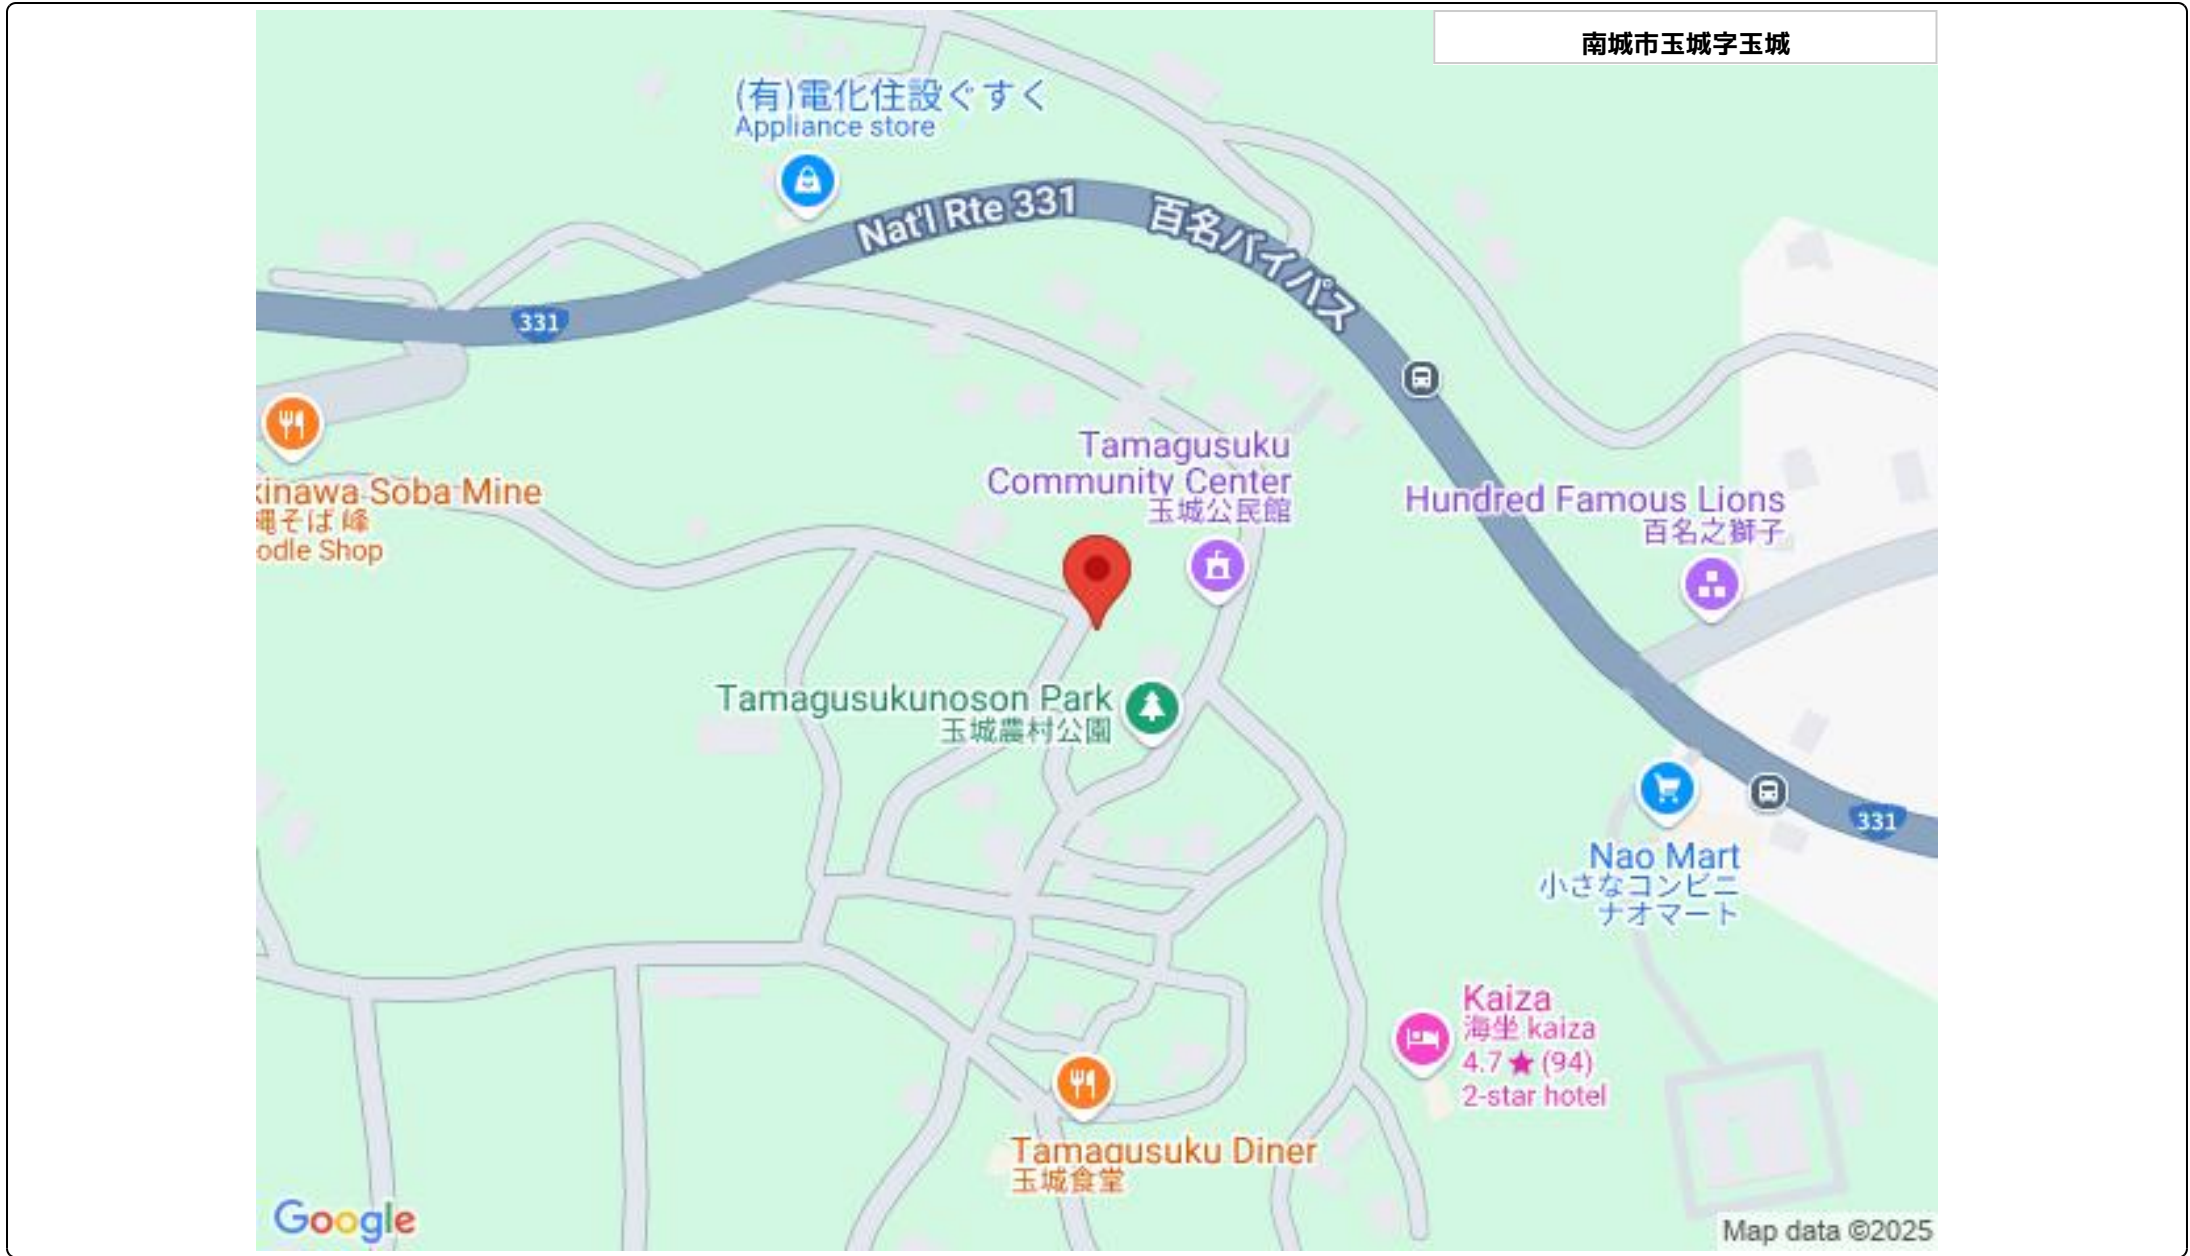 南城市玉城字玉城
(有)電化住設ぐすく
Appliance store
Nat'l Rte 331
百名バイパス
331
Tamagusuku
Community Center
玉城公民館
kinawa Soba Mine
縄そば 峰
odle Shop
Hundred Famous Lions
百名之獅子
Tamagusukunoson Park
玉城農村公園
331
Nao Mart
小さなコンビニ
ナオマート
Kaiza
海坐 kaiza
4.7 ★ (94)
2-star hotel
Tamagusuku Diner
玉城食堂
Google
Map data ©2025